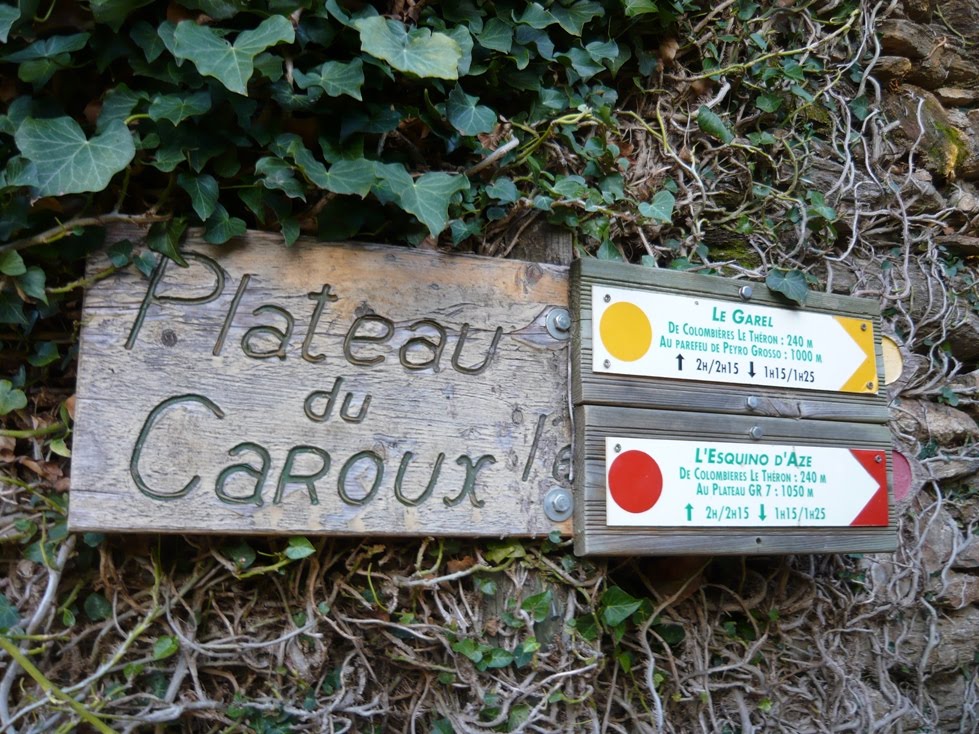 Plateau
du
CaRoux
LE GAREL
DE COLOMBIÈRES LE THÉRON : 240 M
AU PAREFEU DE PEYRO GROSSO : 1000 M
↑ 2H/2H15 ↓ 1H15/1H25
L'ESQUINO D'AZE
DE COLOMBIÈRES LE THÉRON : 240 M
AU PLATEAU GR 7 : 1050 M
↑ 2H/2H15 ↓ 1H15/1H25